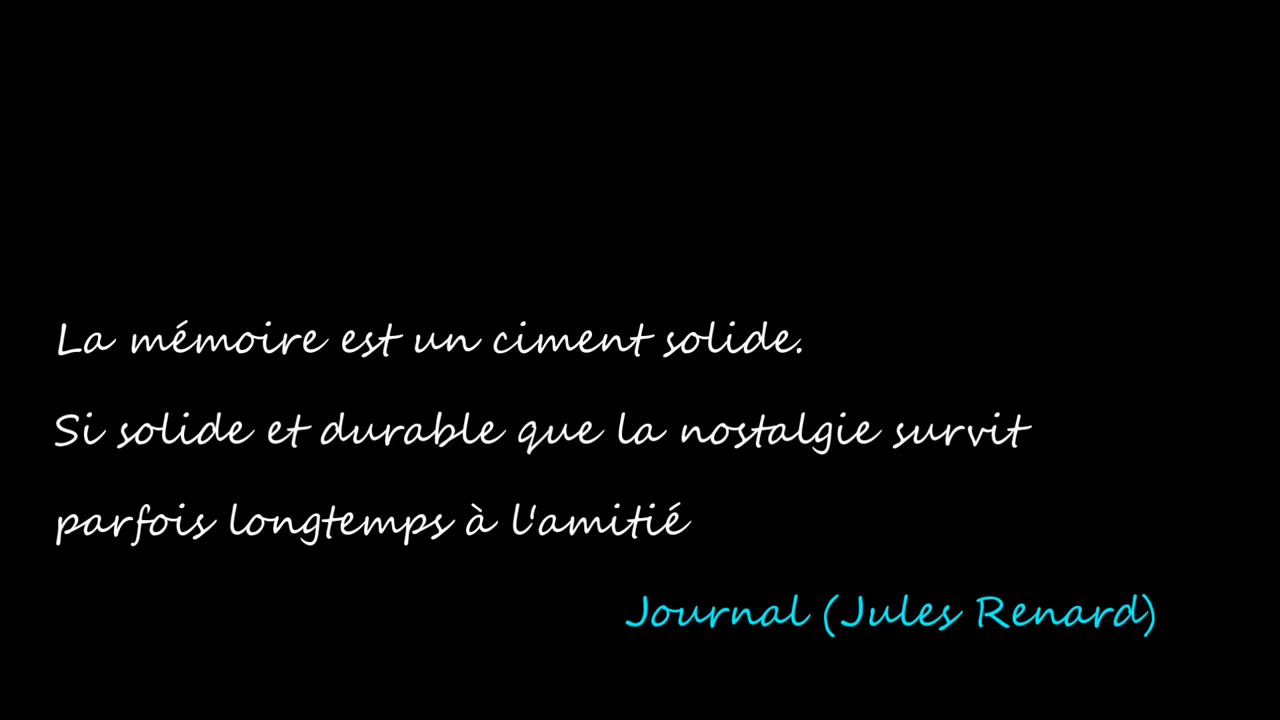 La mémoire est un ciment solide.
Si solide et durable que la nostalgie survit
parfois longtemps à l'amitié
Journal (Jules Renard)